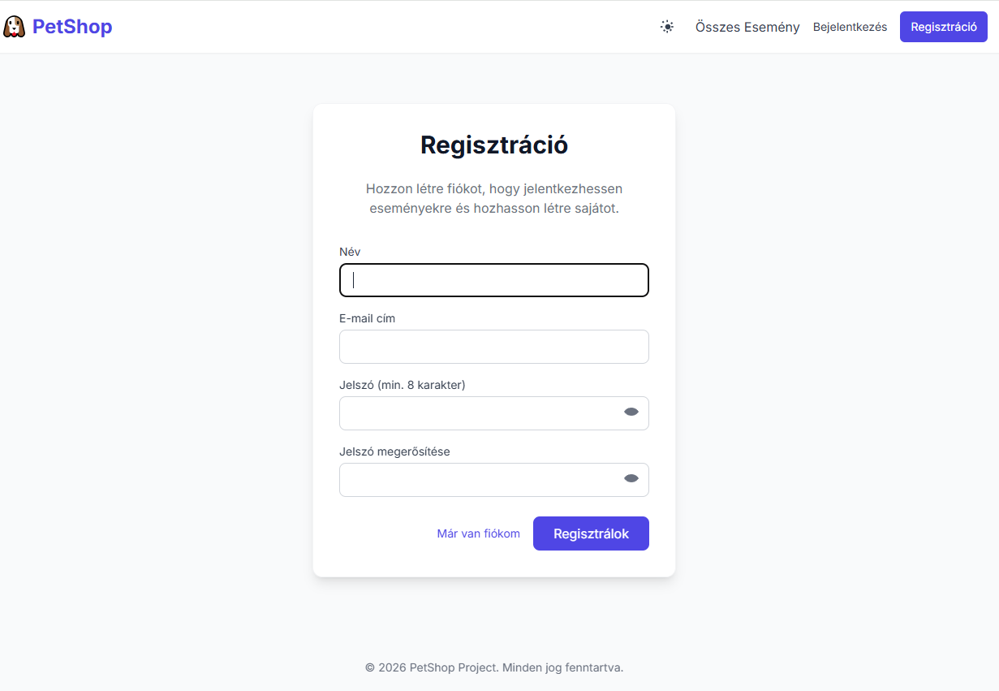 PetShop
Összes Esemény
Bejelentkezés
Regisztráció
Regisztráció
Hozzon létre fiókot, hogy jelentkezhessen
eseményekre és hozhasson létre sajátot.
Név
E-mail cím
Jelszó (min. 8 karakter)
Jelszó megerősítése
Már van fiókom
Regisztrálok
© 2026 PetShop Project. Minden jog fenntartva.